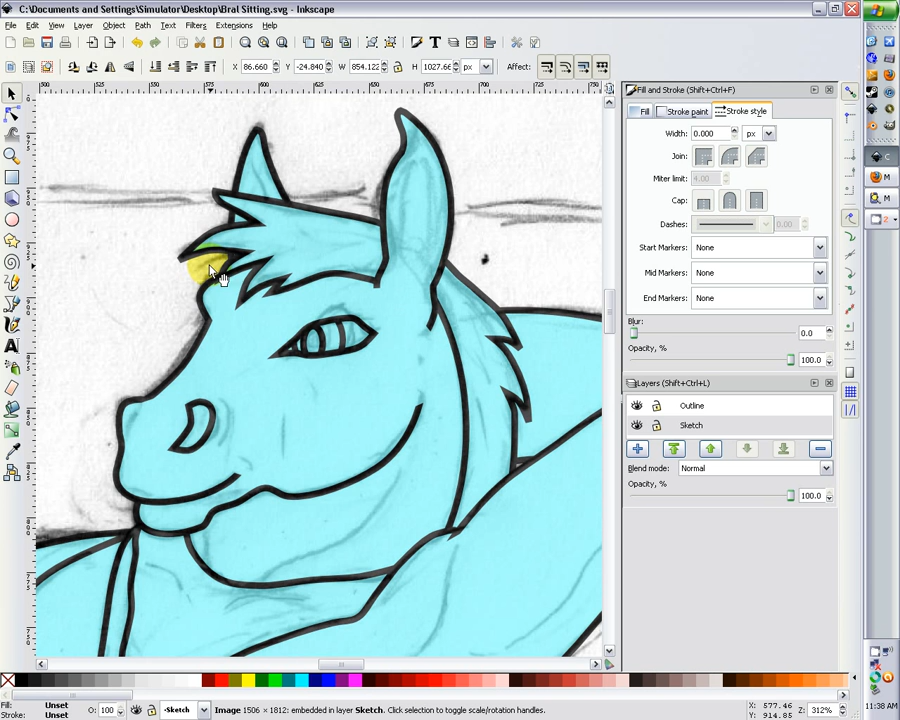 C:\Documents and Settings\Simulator\Desktop\Bral Sitting.svg - Inkscape
File Edit View Layer Object Path Text Filters Extensions Help
X 86.660 Y -24.840 W 854.122 H 1027.66 px Affect:
Fill and Stroke (Shift+Ctrl+F)
Fill Stroke paint Stroke style
Width: 0.000 px
Join:
Miter limit: 4.00
Cap:
Dashes: 0.00
Start Markers: None
Mid Markers: None
End Markers: None
Blur:
0.0
Opacity, %
100.0
Layers (Shift+Ctrl+L)
Outline
Sketch
Blend mode: Normal
Opacity, %
100.0
C
M
M
2
Fill: Unset
Stroke: Unset
O: 100
Sketch
Image 1506 × 1812: embedded in layer Sketch. Click selection to toggle scale/rotation handles.
X: 577.46
Y: 914.85
Z: 312%
11:38 AM